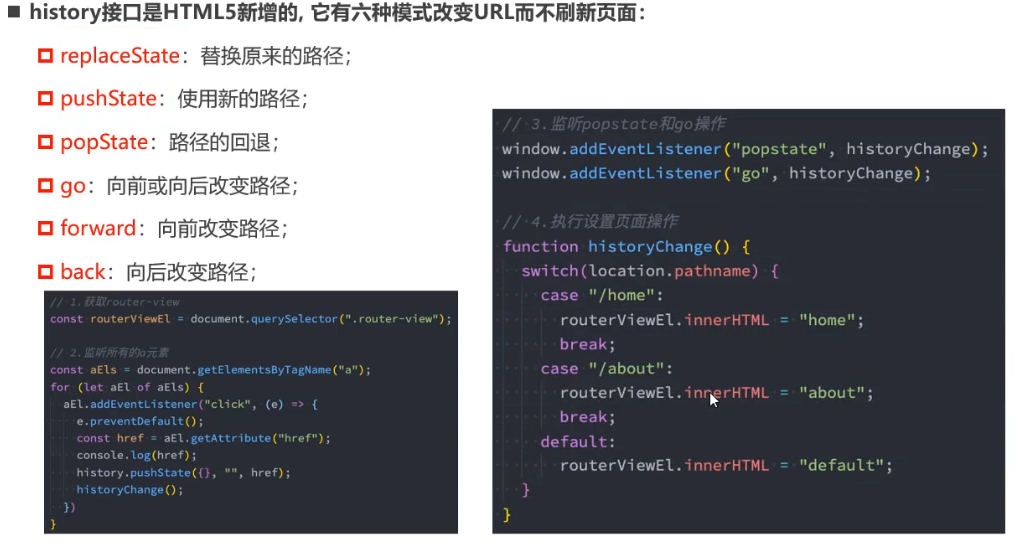 history接口是HTML5新增的, 它有六种模式改变URL而不刷新页面：
replaceState：替换原来的路径；
pushState：使用新的路径；
popState：路径的回退；
go：向前或向后改变路径；
forward：向前改变路径；
back：向后改变路径；
// 1.获取router-view
const routerViewEl = document.querySelector(".router-view");
// 2.监听所有的a元素
const aEls = document.getElementsByTagName("a");
for (let aEl of aEls) {
aEl.addEventListener("click", (e) => {
e.preventDefault();
const href = aEl.getAttribute("href");
console.log(href);
history.pushState({}, "", href);
historyChange();
})
}
// 3.监听popstate和go操作
window.addEventListener("popstate", historyChange);
window.addEventListener("go", historyChange);
// 4.执行设置页面操作
function historyChange() {
switch(location.pathname) {
case "/home":
routerViewEl.innerHTML = "home";
break;
case "/about":
routerViewEl.innerHTML = "about";
break;
default:
routerViewEl.innerHTML = "default";
}
}